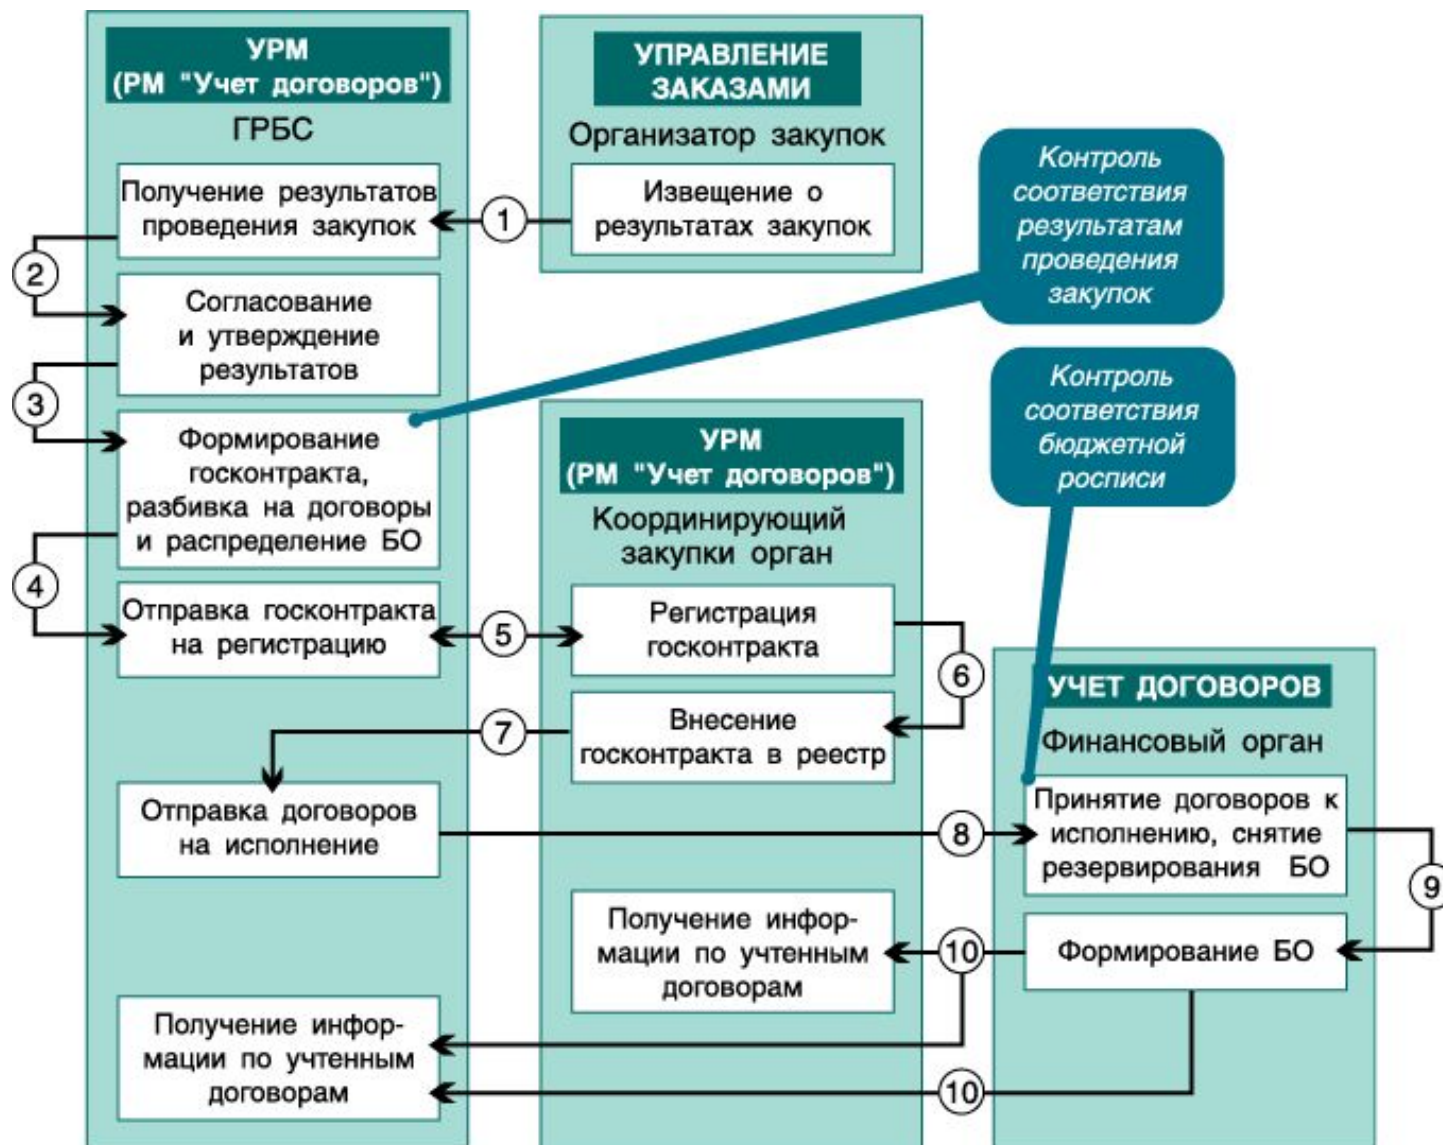 УРМ
(РМ "Учет договоров")
ГРБС
Получение результатов
проведения закупок
Согласование
и утверждение
результатов
Формирование
госконтракта,
разбивка на договоры
и распределение БО
Отправка госконтракта
на регистрацию
Отправка договоров
на исполнение
Получение инфор-
мации по учтенным
договорам
1
2
3
4
5
6
7
8
9
10
10
УПРАВЛЕНИЕ
ЗАКАЗАМИ
Организатор закупок
Извещение о
результатах закупок
УРМ
(РМ "Учет договоров")
Координирующий
закупки орган
Регистрация
госконтракта
Внесение
госконтракта в реестр
Получение инфор-
мации по учтенным
договорам
Контроль
соответствия
результатам
проведения
закупок
Контроль
соответствия
бюджетной
росписи
УЧЕТ ДОГОВОРОВ
Финансовый орган
Принятие договоров к
исполнению, снятие
резервирования БО
Формирование БО